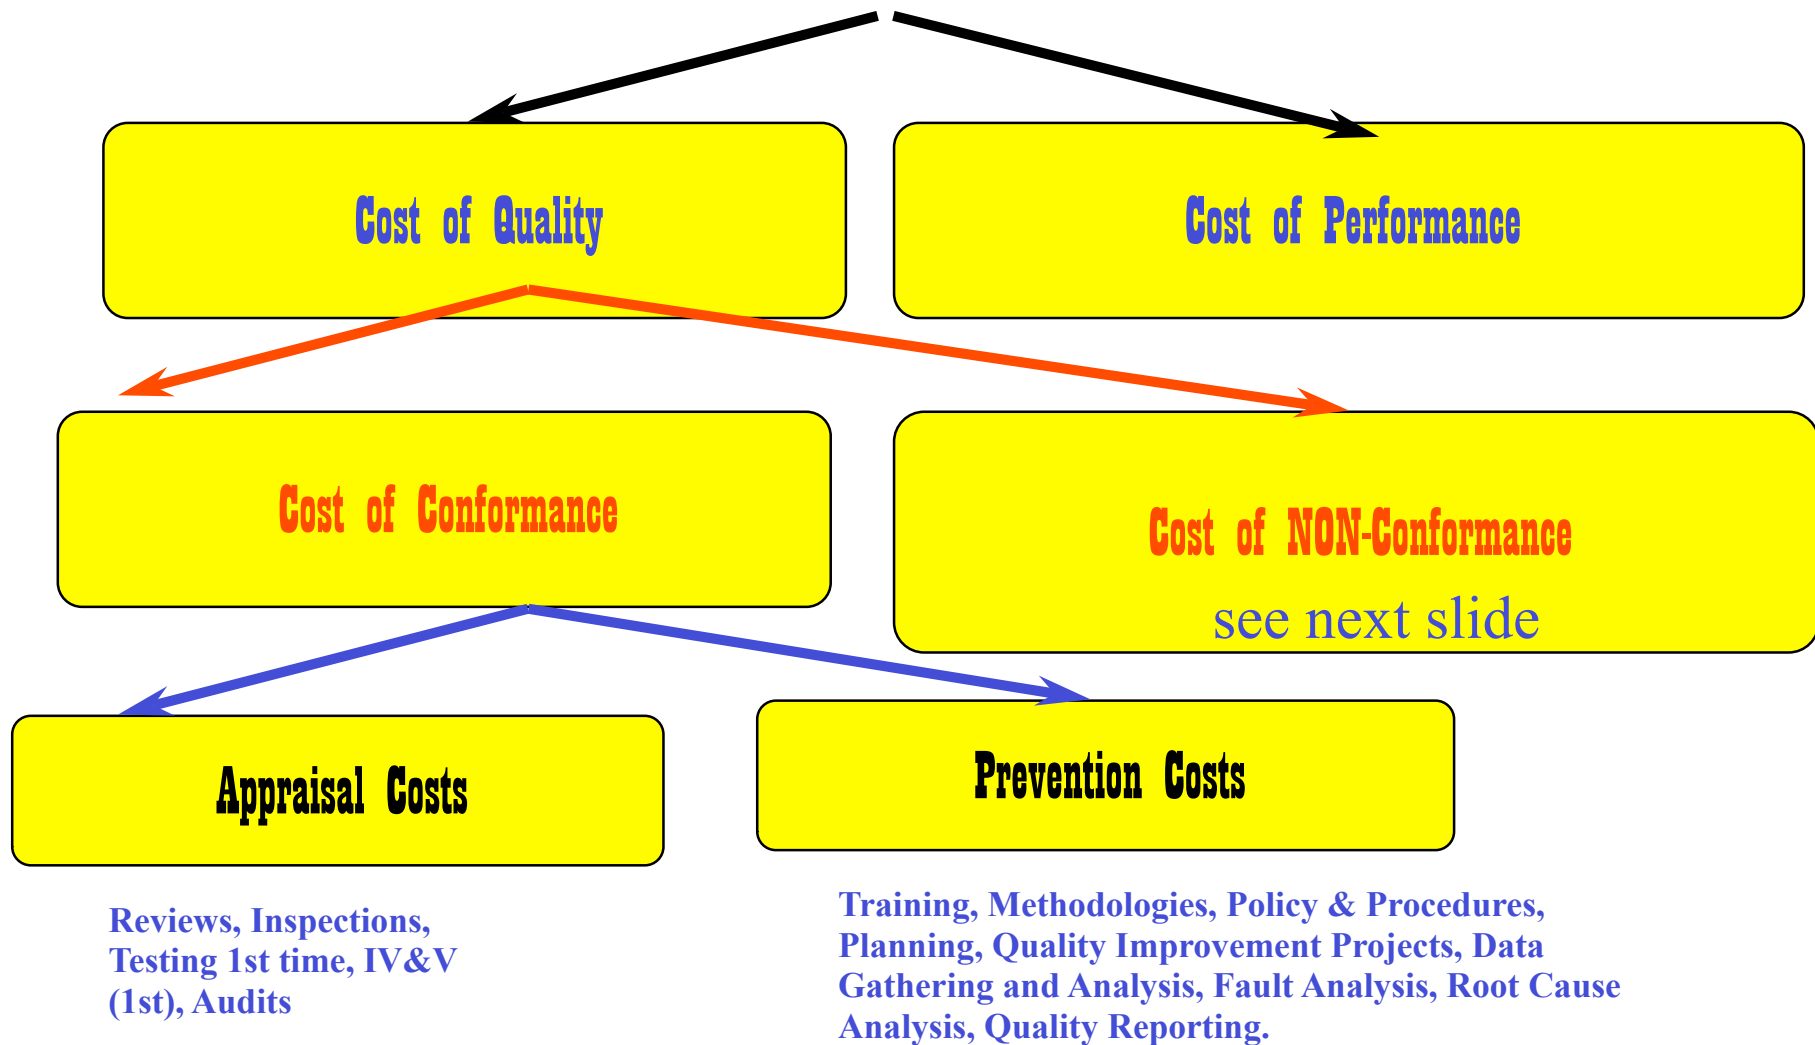 Cost of Quality
Cost of Performance
Cost of Conformance
Cost of NON-Conformance
see next slide
Appraisal Costs
Prevention Costs
Reviews, Inspections,
Testing 1st time, IV&V
(1st), Audits
Training, Methodologies, Policy & Procedures,
Planning, Quality Improvement Projects, Data
Gathering and Analysis, Fault Analysis, Root Cause
Analysis, Quality Reporting.